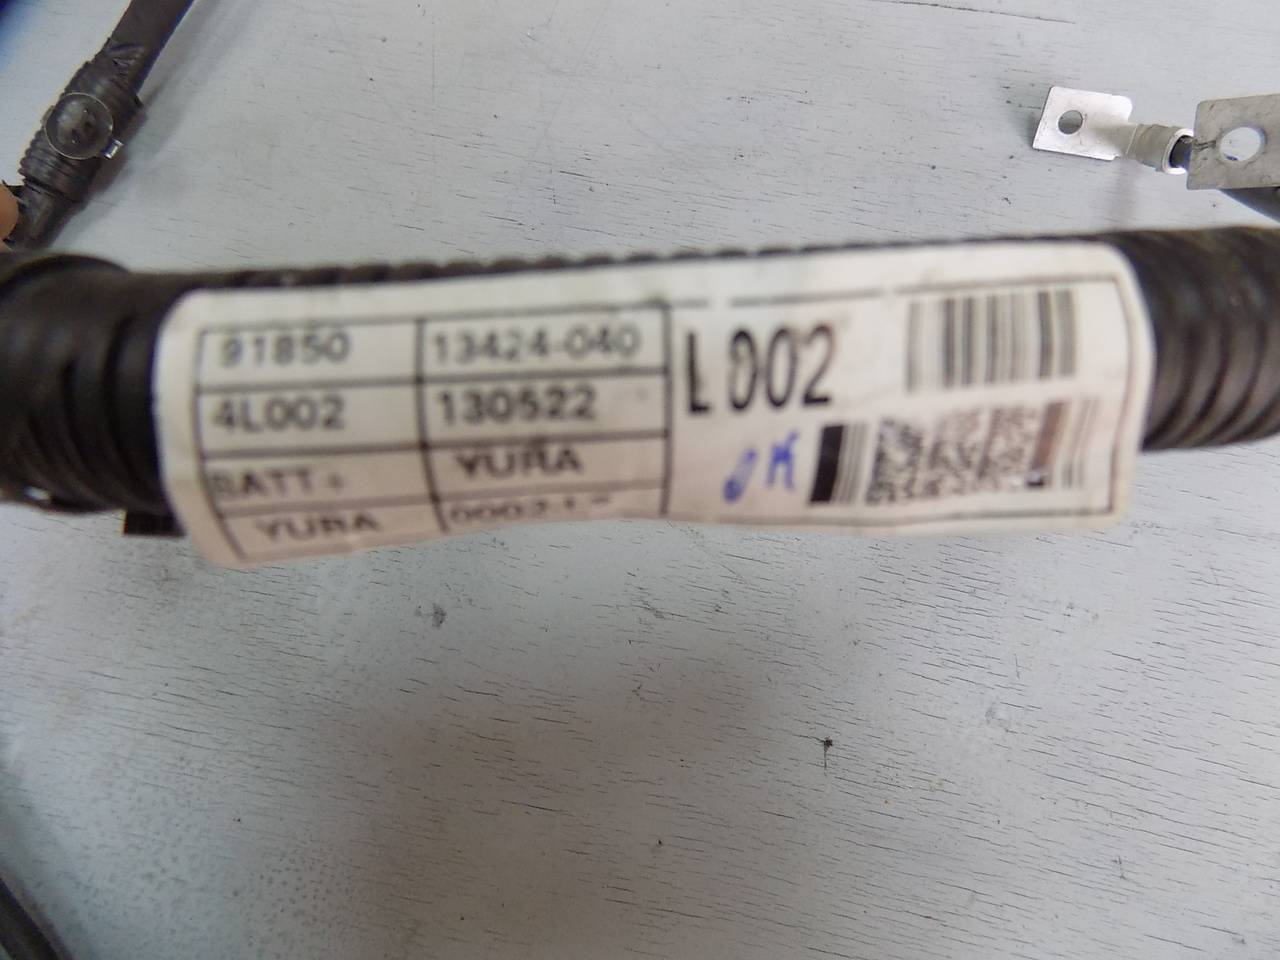 91850 13424-040
4L002 130522
BATT+ YURA
YURA
L002
OK